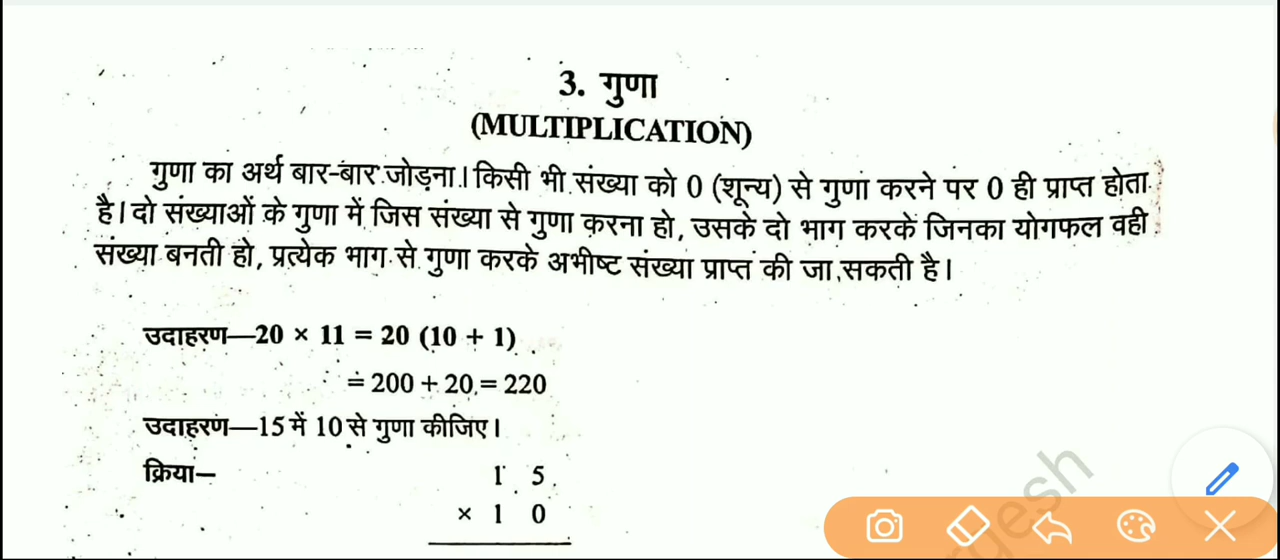 3. गुणा
(MULTIPLICATION)
गुणा का अर्थ बार-बार जोड़ना। किसी भी संख्या को 0 (शून्य) से गुणा करने पर 0 ही प्राप्त होता
है। दो संख्याओं के गुणा में जिस संख्या से गुणा करना हो, उसके दो भाग करके जिनका योगफल वही
संख्या बनती हो, प्रत्येक भाग से गुणा करके अभीष्ट संख्या प्राप्त की जा सकती है।
उदाहरण—20 × 11 = 20 (10 + 1)
= 200 + 20 = 220
उदाहरण—15 में 10 से गुणा कीजिए।
क्रिया— 1 5
× 1 0